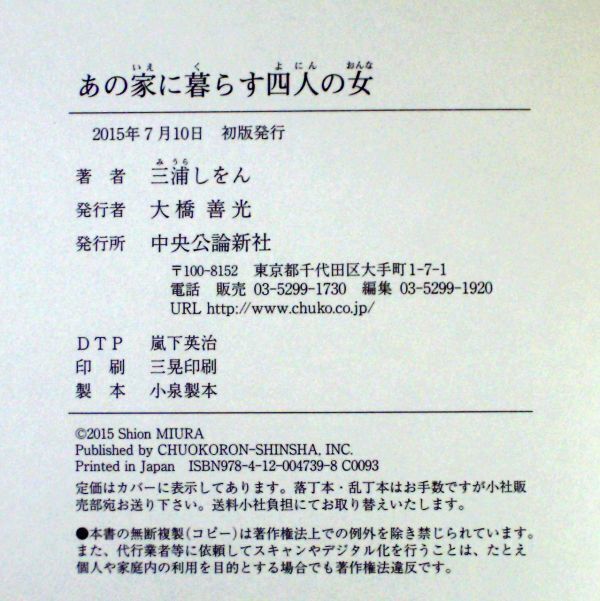 あの家に暮らす四人の女
2015年7月10日　初版発行
著　者　三浦しをん
発行者　大橋善光
発行所　中央公論新社
〒100-8152　東京都千代田区大手町1-7-1
電話　販売 03-5299-1730　編集 03-5299-1920
URL http://www.chuko.co.jp/
ＤＴＰ　嵐下英治
印　刷　三晃印刷
製　本　小泉製本
©2015 Shion MIURA
Published by CHUOKORON-SHINSHA, INC.
Printed in Japan　ISBN978-4-12-004739-8 C0093
定価はカバーに表示してあります。落丁本・乱丁本はお手数ですが小社販
売部宛お送り下さい。送料小社負担にてお取り替えいたします。
●本書の無断複製（コピー）は著作権法上での例外を除き禁じられています。
また、代行業者等に依頼してスキャンやデジタル化を行うことは、たとえ
個人や家庭内の利用を目的とする場合でも著作権法違反です。